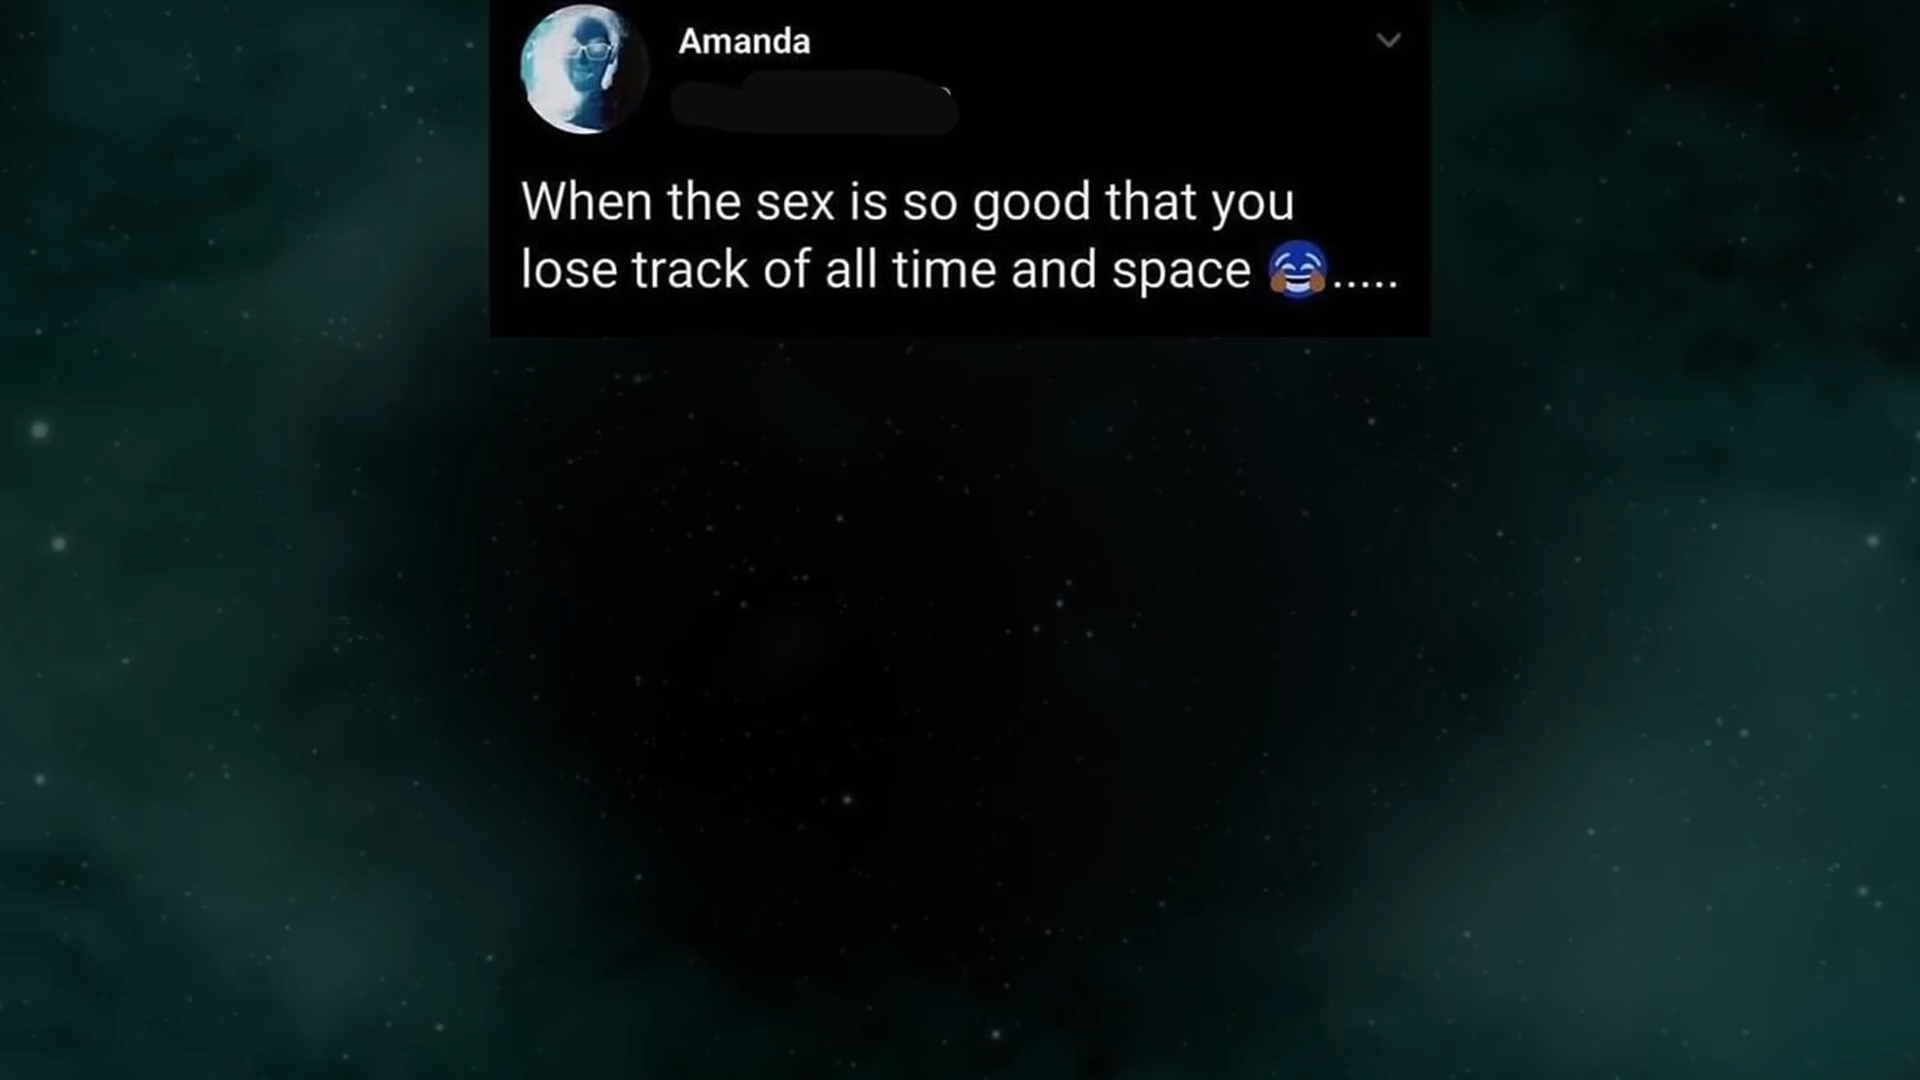 Amanda
When the sex is so good that you
lose track of all time and space 😂.....